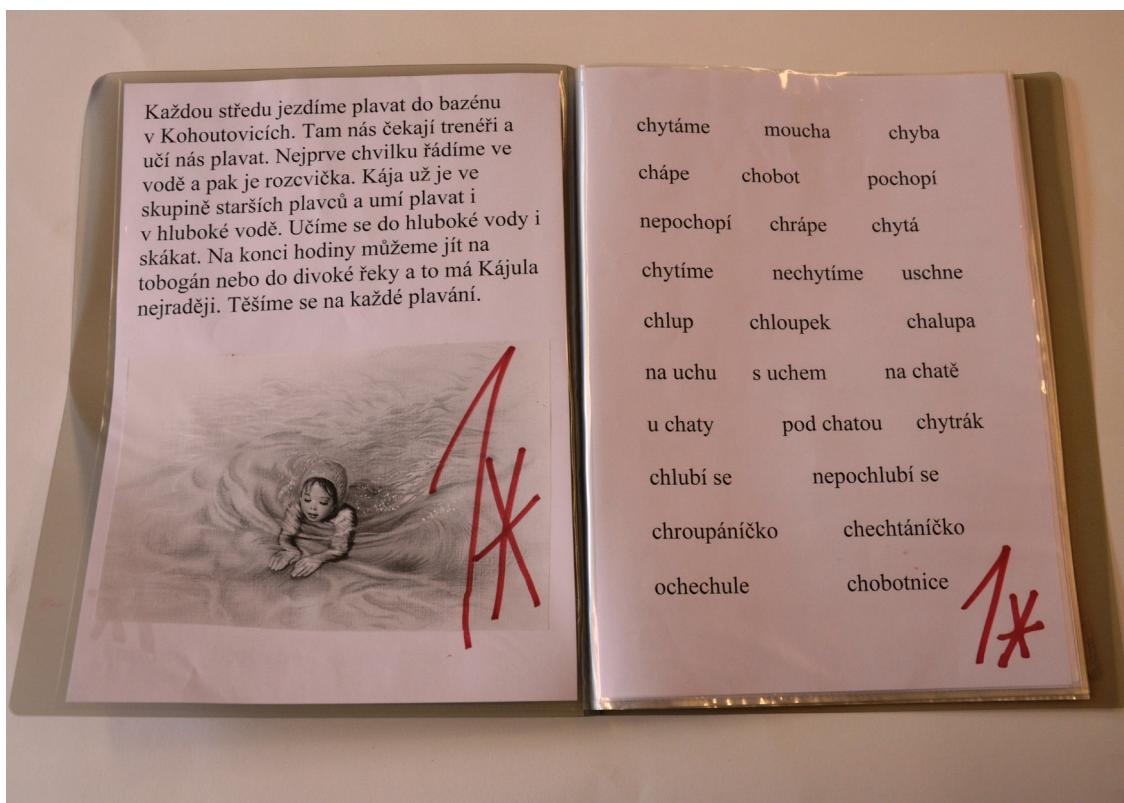 Každou středu jezdíme plavat do bazénu
v Kohoutovicích. Tam nás čekají trenéři a
učí nás plavat. Nejprve chvilku řádíme ve
vodě a pak je rozcvička. Kája už je ve
skupině starších plavců a umí plavat i
v hluboké vodě. Učíme se do hluboké vody i
skákat. Na konci hodiny můžeme jít na
tobogán nebo do divoké řeky a to má Kájula
nejraději. Těšíme se na každé plavání.
1*
chytáme moucha chyba
chápe chobot pochopí
nepochopí chrápe chytá
chytíme nechytíme uschne
chlup chloupek chalupa
na uchu s uchem na chatě
u chaty pod chatou chytrák
chlubí se nepochlubí se
chroupáníčko chechtáníčko
ochechule chobotnice
1*